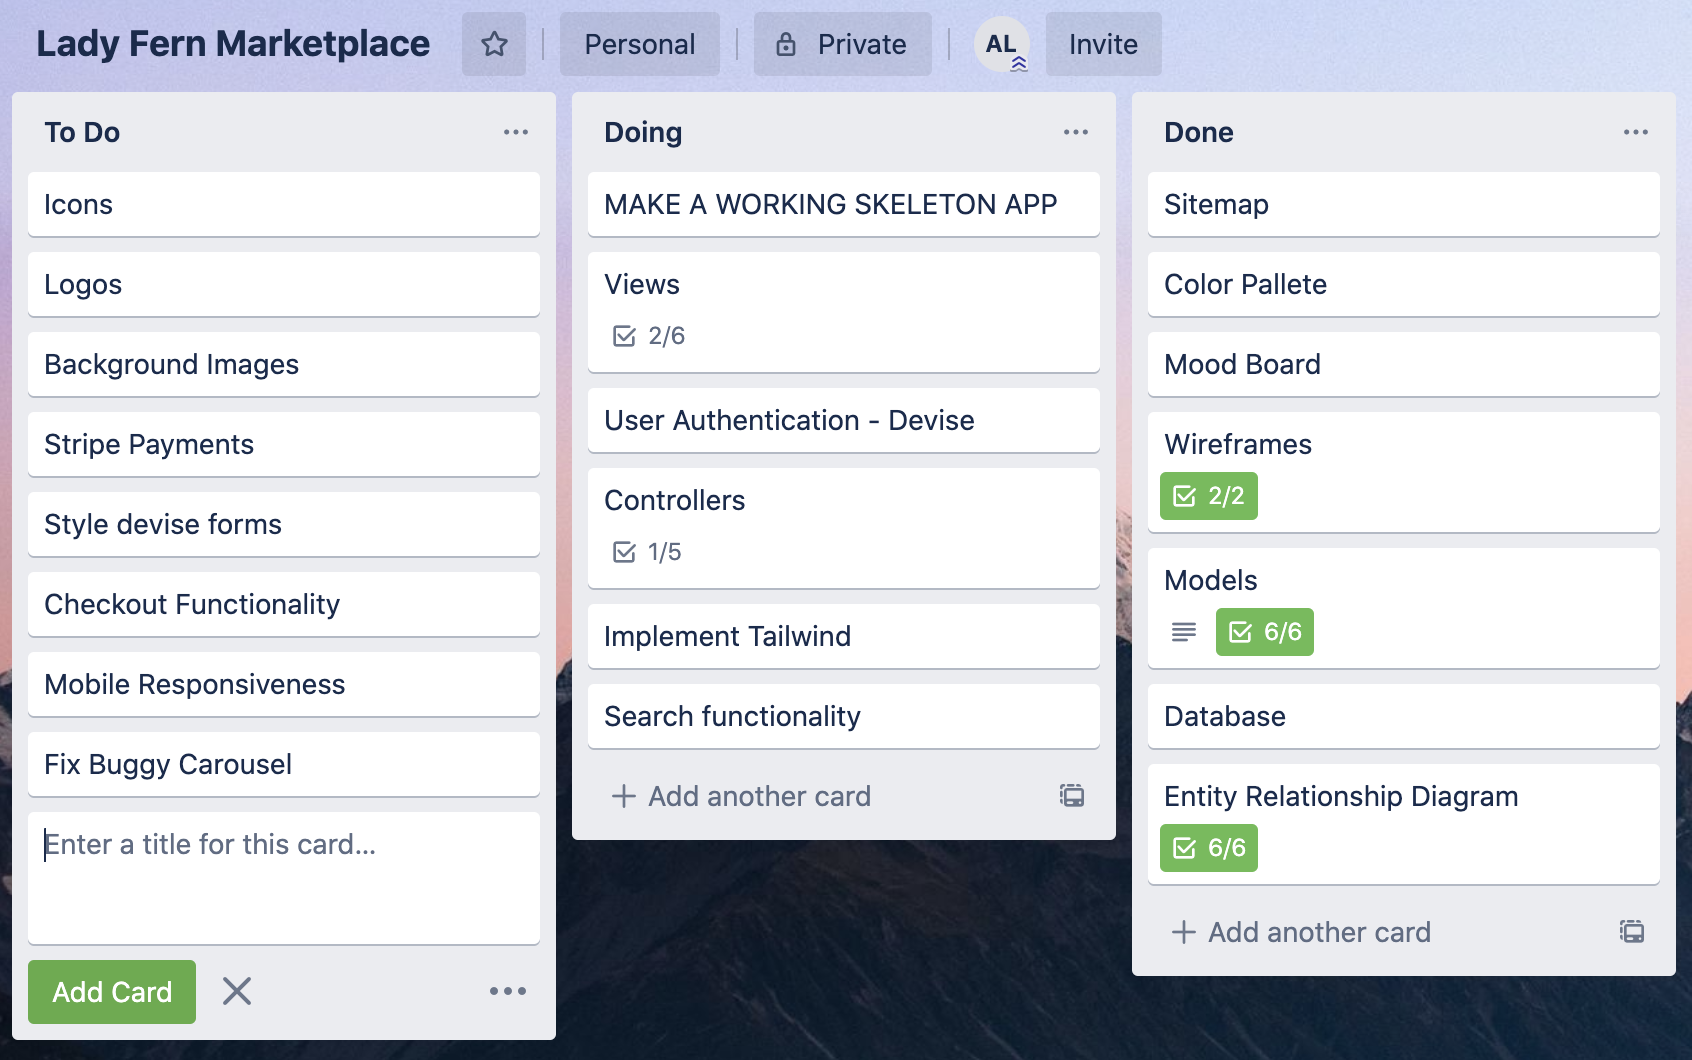 Lady Fern Marketplace
Personal
Private
AL
Invite
To Do
Icons
Logos
Background Images
Stripe Payments
Style devise forms
Checkout Functionality
Mobile Responsiveness
Fix Buggy Carousel
Enter a title for this card...
Add Card
Doing
MAKE A WORKING SKELETON APP
Views
2/6
User Authentication - Devise
Controllers
1/5
Implement Tailwind
Search functionality
Add another card
Done
Sitemap
Color Pallete
Mood Board
Wireframes
2/2
Models
6/6
Database
Entity Relationship Diagram
6/6
Add another card